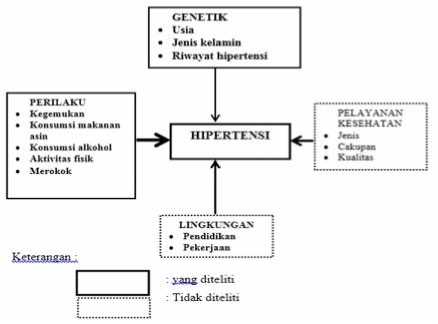 GENETIK
• Usia
• Jenis kelamin
• Riwayat hipertensi
PERILAKU
• Kegemukan
• Konsumsi makanan
asin
• Konsumsi alkohol
• Aktivitas fisik
• Merokok
HIPERTENSI
PELAYANAN
KESEHATAN
• Jenis
• Cakupan
• Kualitas
LINGKUNGAN
• Pendidikan
• Pekerjaan
Keterangan :
: yang diteliti
: Tidak diteliti